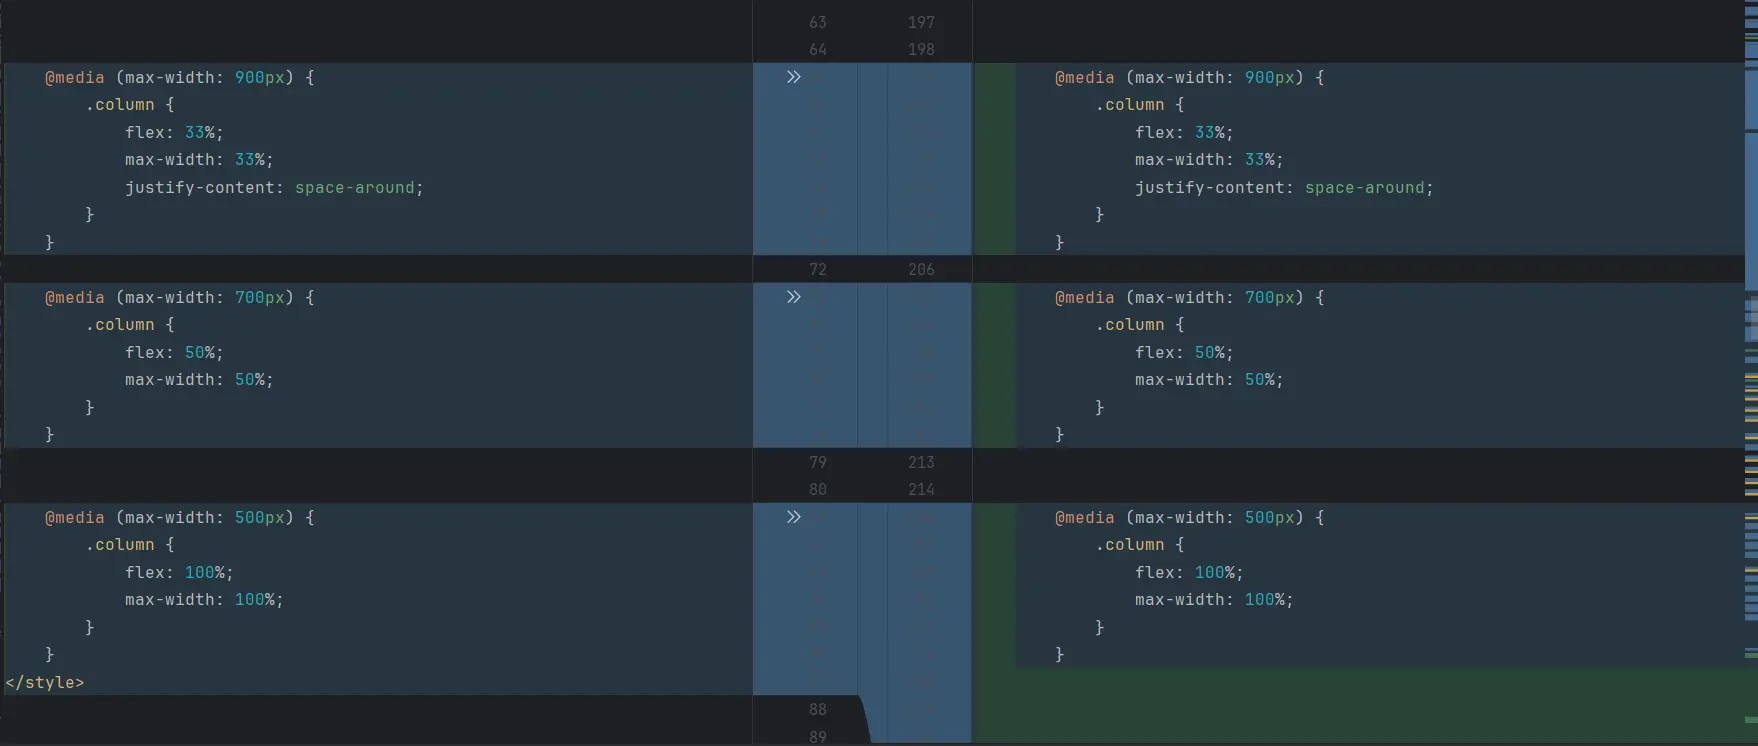 63 197
64 198
@media (max-width: 900px) { >> @media (max-width: 900px) {
.column { .column {
flex: 33%; flex: 33%;
max-width: 33%; max-width: 33%;
justify-content: space-around; justify-content: space-around;
} }
} }
72 206
@media (max-width: 700px) { >> @media (max-width: 700px) {
.column { .column {
flex: 50%; flex: 50%;
max-width: 50%; max-width: 50%;
} }
} }
79 213
80 214
@media (max-width: 500px) { >> @media (max-width: 500px) {
.column { .column {
flex: 100%; flex: 100%;
max-width: 100%; max-width: 100%;
} }
} }
</style>
88
89